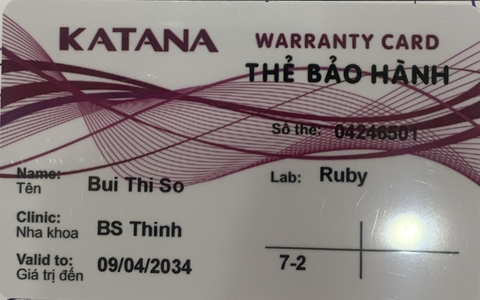 KATANA WARRANTY CARD
THẺ BẢO HÀNH
Số thẻ: 04246501
Name: Bui Thi So
Tên
Lab: Ruby
Clinic: BS Thinh
Nha khoa
Valid to: 09/04/2034
Giá trị đến
7-2